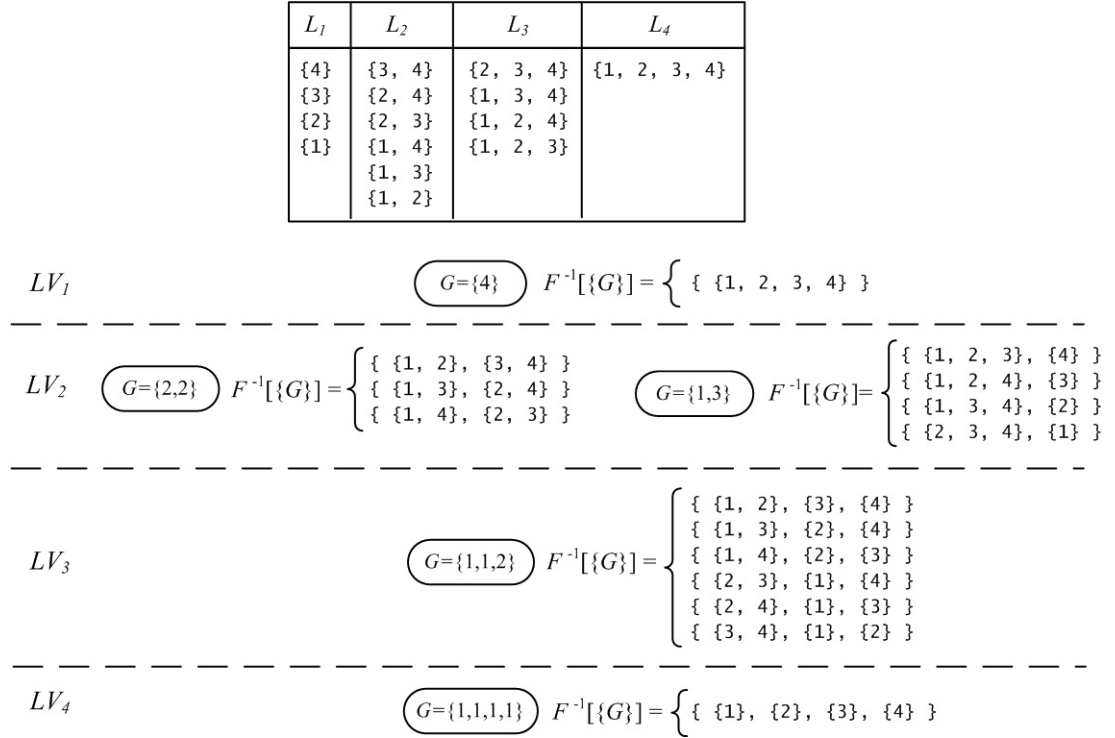 L1 L2 L3 L4
{4} {3, 4} {2, 3, 4} {1, 2, 3, 4}
{3} {2, 4} {1, 3, 4}
{2} {2, 3} {1, 2, 4}
{1} {1, 4} {1, 2, 3}
{1, 3}
{1, 2}
LV1 G={4} F⁻¹[{G}] = { { {1, 2, 3, 4} }
LV2 G={2,2} F⁻¹[{G}] = { { {1, 2}, {3, 4} }
{ {1, 3}, {2, 4} }
{ {1, 4}, {2, 3} }
G={1,3} F⁻¹[{G}]= { { {1, 2, 3}, {4} }
{ {1, 2, 4}, {3} }
{ {1, 3, 4}, {2} }
{ {2, 3, 4}, {1} }
LV3 G={1,1,2} F⁻¹[{G}] = { { {1, 2}, {3}, {4} }
{ {1, 3}, {2}, {4} }
{ {1, 4}, {2}, {3} }
{ {2, 3}, {1}, {4} }
{ {2, 4}, {1}, {3} }
{ {3, 4}, {1}, {2} }
LV4 G={1,1,1,1} F⁻¹[{G}] = { { {1}, {2}, {3}, {4} }